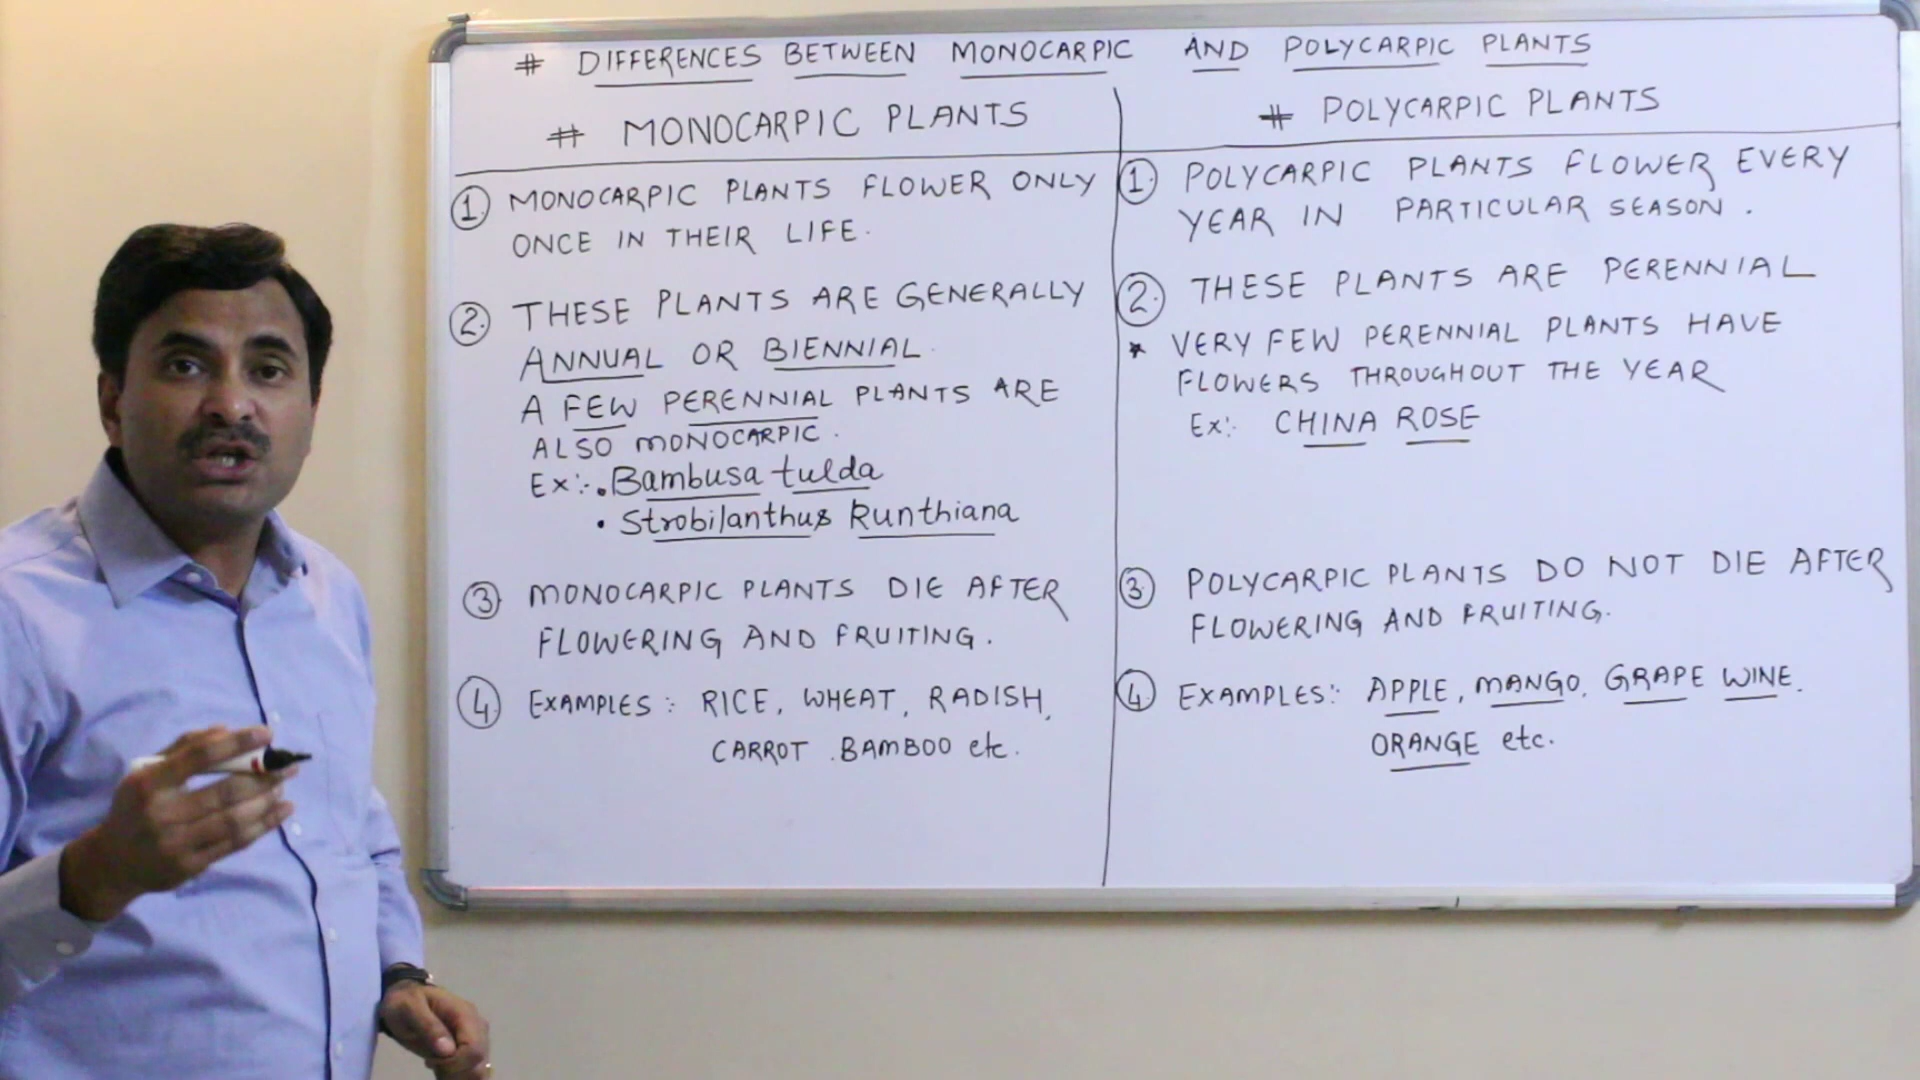 # DIFFERENCES BETWEEN MONOCARPIC AND POLYCARPIC PLANTS
# MONOCARPIC PLANTS
① MONOCARPIC PLANTS FLOWER ONLY
ONCE IN THEIR LIFE.
② THESE PLANTS ARE GENERALLY
ANNUAL OR BIENNIAL.
A FEW PERENNIAL PLANTS ARE
ALSO MONOCARPIC.
Ex:. • Bambusa tulda
• Strobilanthus kunthiana
③ MONOCARPIC PLANTS DIE AFTER
FLOWERING AND FRUITING.
④ EXAMPLES: RICE, WHEAT, RADISH,
CARROT. BAMBOO etc.
# POLYCARPIC PLANTS
① POLYCARPIC PLANTS FLOWER EVERY
YEAR IN PARTICULAR SEASON.
② THESE PLANTS ARE PERENNIAL
* VERY FEW PERENNIAL PLANTS HAVE
FLOWERS THROUGHOUT THE YEAR
Ex:. CHINA ROSE
③ POLYCARPIC PLANTS DO NOT DIE AFTER
FLOWERING AND FRUITING.
④ EXAMPLES:. APPLE, MANGO, GRAPE WINE.
ORANGE etc.